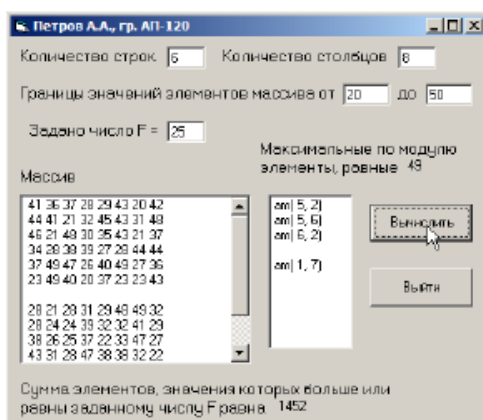 Петров А.А., гр. АП-120
Количество строк 6 Количество столбцов 8
Границы значений элементов массива от 20 до 50
Задано число F = 25
Максимальные по модулю
элементы, равные 49
Массив
41 36 37 28 29 43 20 42
44 41 21 32 45 43 31 48
46 21 48 30 35 43 21 37
34 28 38 39 27 28 44 44
37 49 47 26 40 49 27 36
23 49 40 20 37 23 23 43
28 21 28 31 29 48 49 32
28 24 24 39 32 32 41 29
38 26 25 37 22 33 47 27
43 31 28 47 38 38 32 22
am( 5, 2)
am( 5, 6)
am( 6, 2)
am( 1, 7)
Вычислить
Выйти
Сумма элементов, значения которых больше или
равны заданному числу F равна 1452